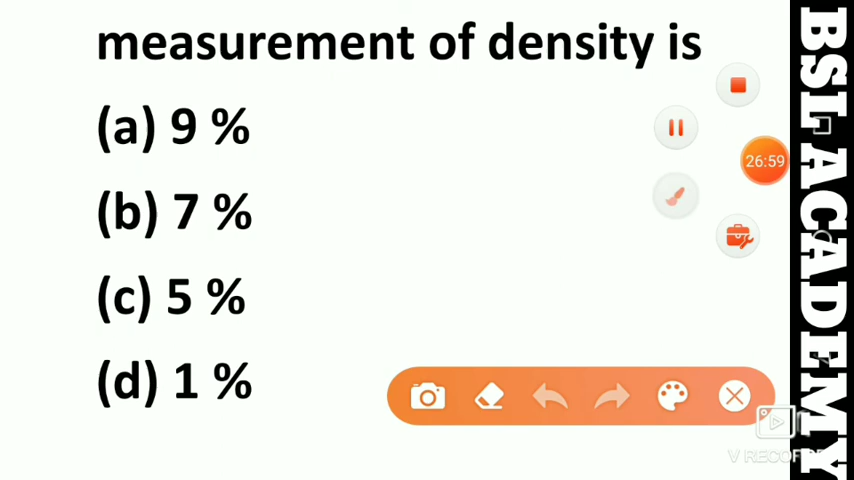 measurement of density is
(a) 9 %
(b) 7 %
(c) 5 %
(d) 1 %
26:59
BSL ACADEMY